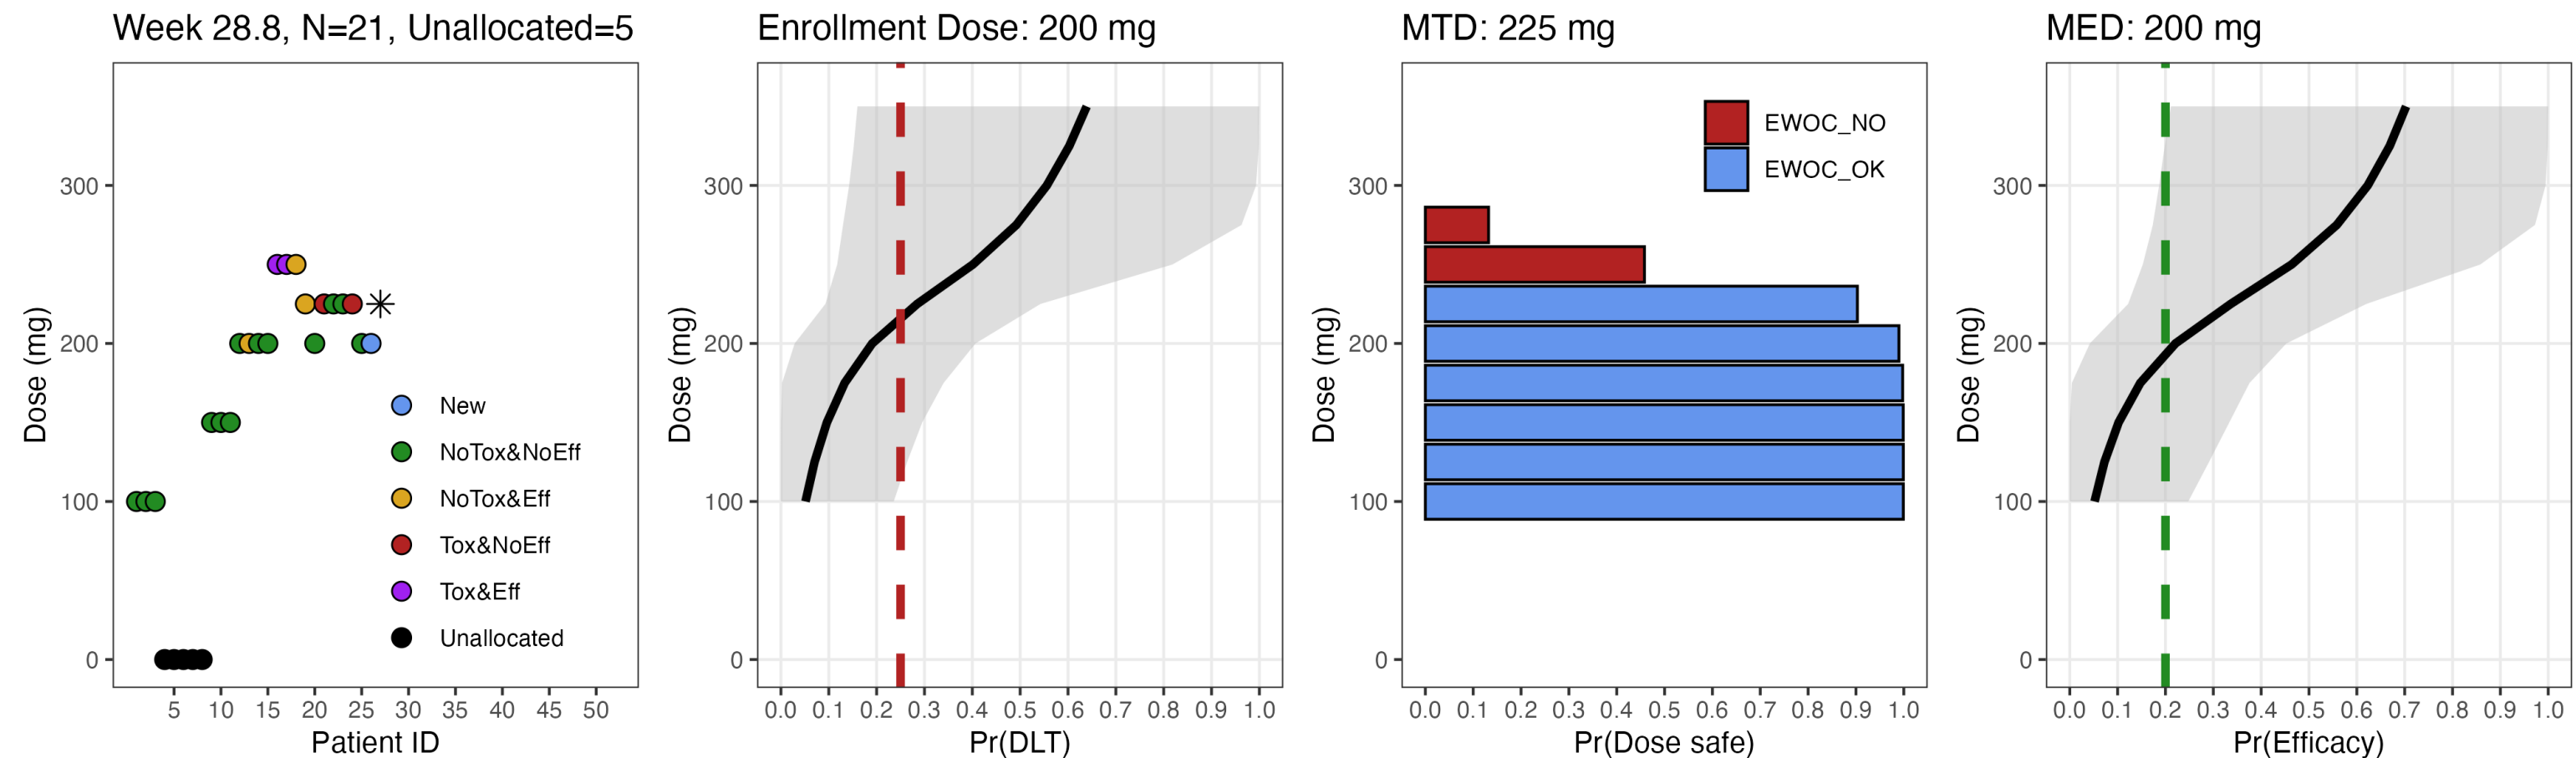 Week 28.8, N=21, Unallocated=5
Dose (mg)
300
200
100
0
New
NoTox&NoEff
NoTox&Eff
Tox&NoEff
Tox&Eff
Unallocated
5 10 15 20 25 30 35 40 45 50
Patient ID
Enrollment Dose: 200 mg
Dose (mg)
300
200
100
0
0.0 0.1 0.2 0.3 0.4 0.5 0.6 0.7 0.8 0.9 1.0
Pr(DLT)
MTD: 225 mg
Dose (mg)
300
200
100
0
EWOC_NO
EWOC_OK
0.0 0.1 0.2 0.3 0.4 0.5 0.6 0.7 0.8 0.9 1.0
Pr(Dose safe)
MED: 200 mg
Dose (mg)
300
200
100
0
0.0 0.1 0.2 0.3 0.4 0.5 0.6 0.7 0.8 0.9 1.0
Pr(Efficacy)